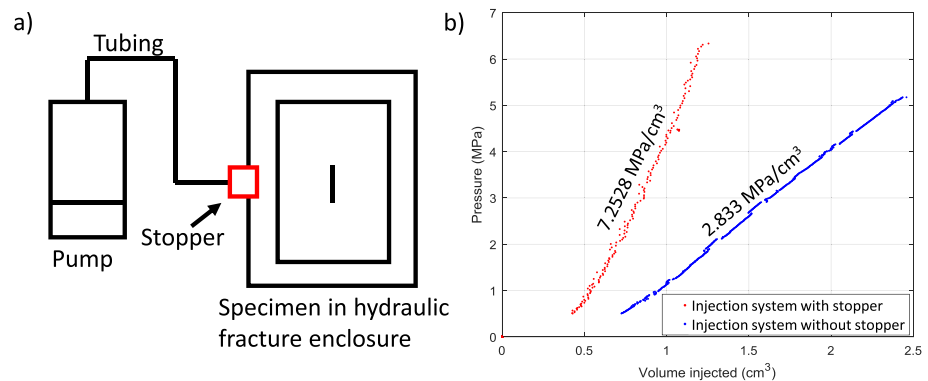 a)
Tubing
Stopper
Pump
Specimen in hydraulic
fracture enclosure
b)
7
6
5
4
3
2
1
0
Pressure (MPa)
7.2528 MPa/cm³
2.833 MPa/cm³
Injection system with stopper
Injection system without stopper
0 0.5 1 1.5 2 2.5
Volume injected (cm³)